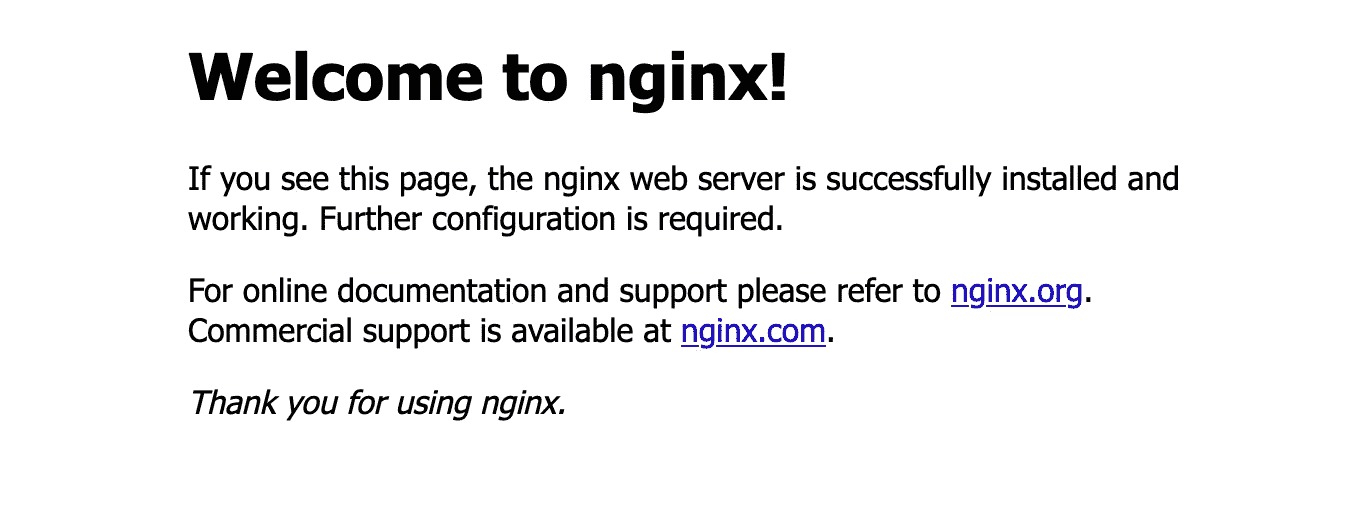 Welcome to nginx!
If you see this page, the nginx web server is successfully installed and
working. Further configuration is required.
For online documentation and support please refer to nginx.org.
Commercial support is available at nginx.com.
Thank you for using nginx.